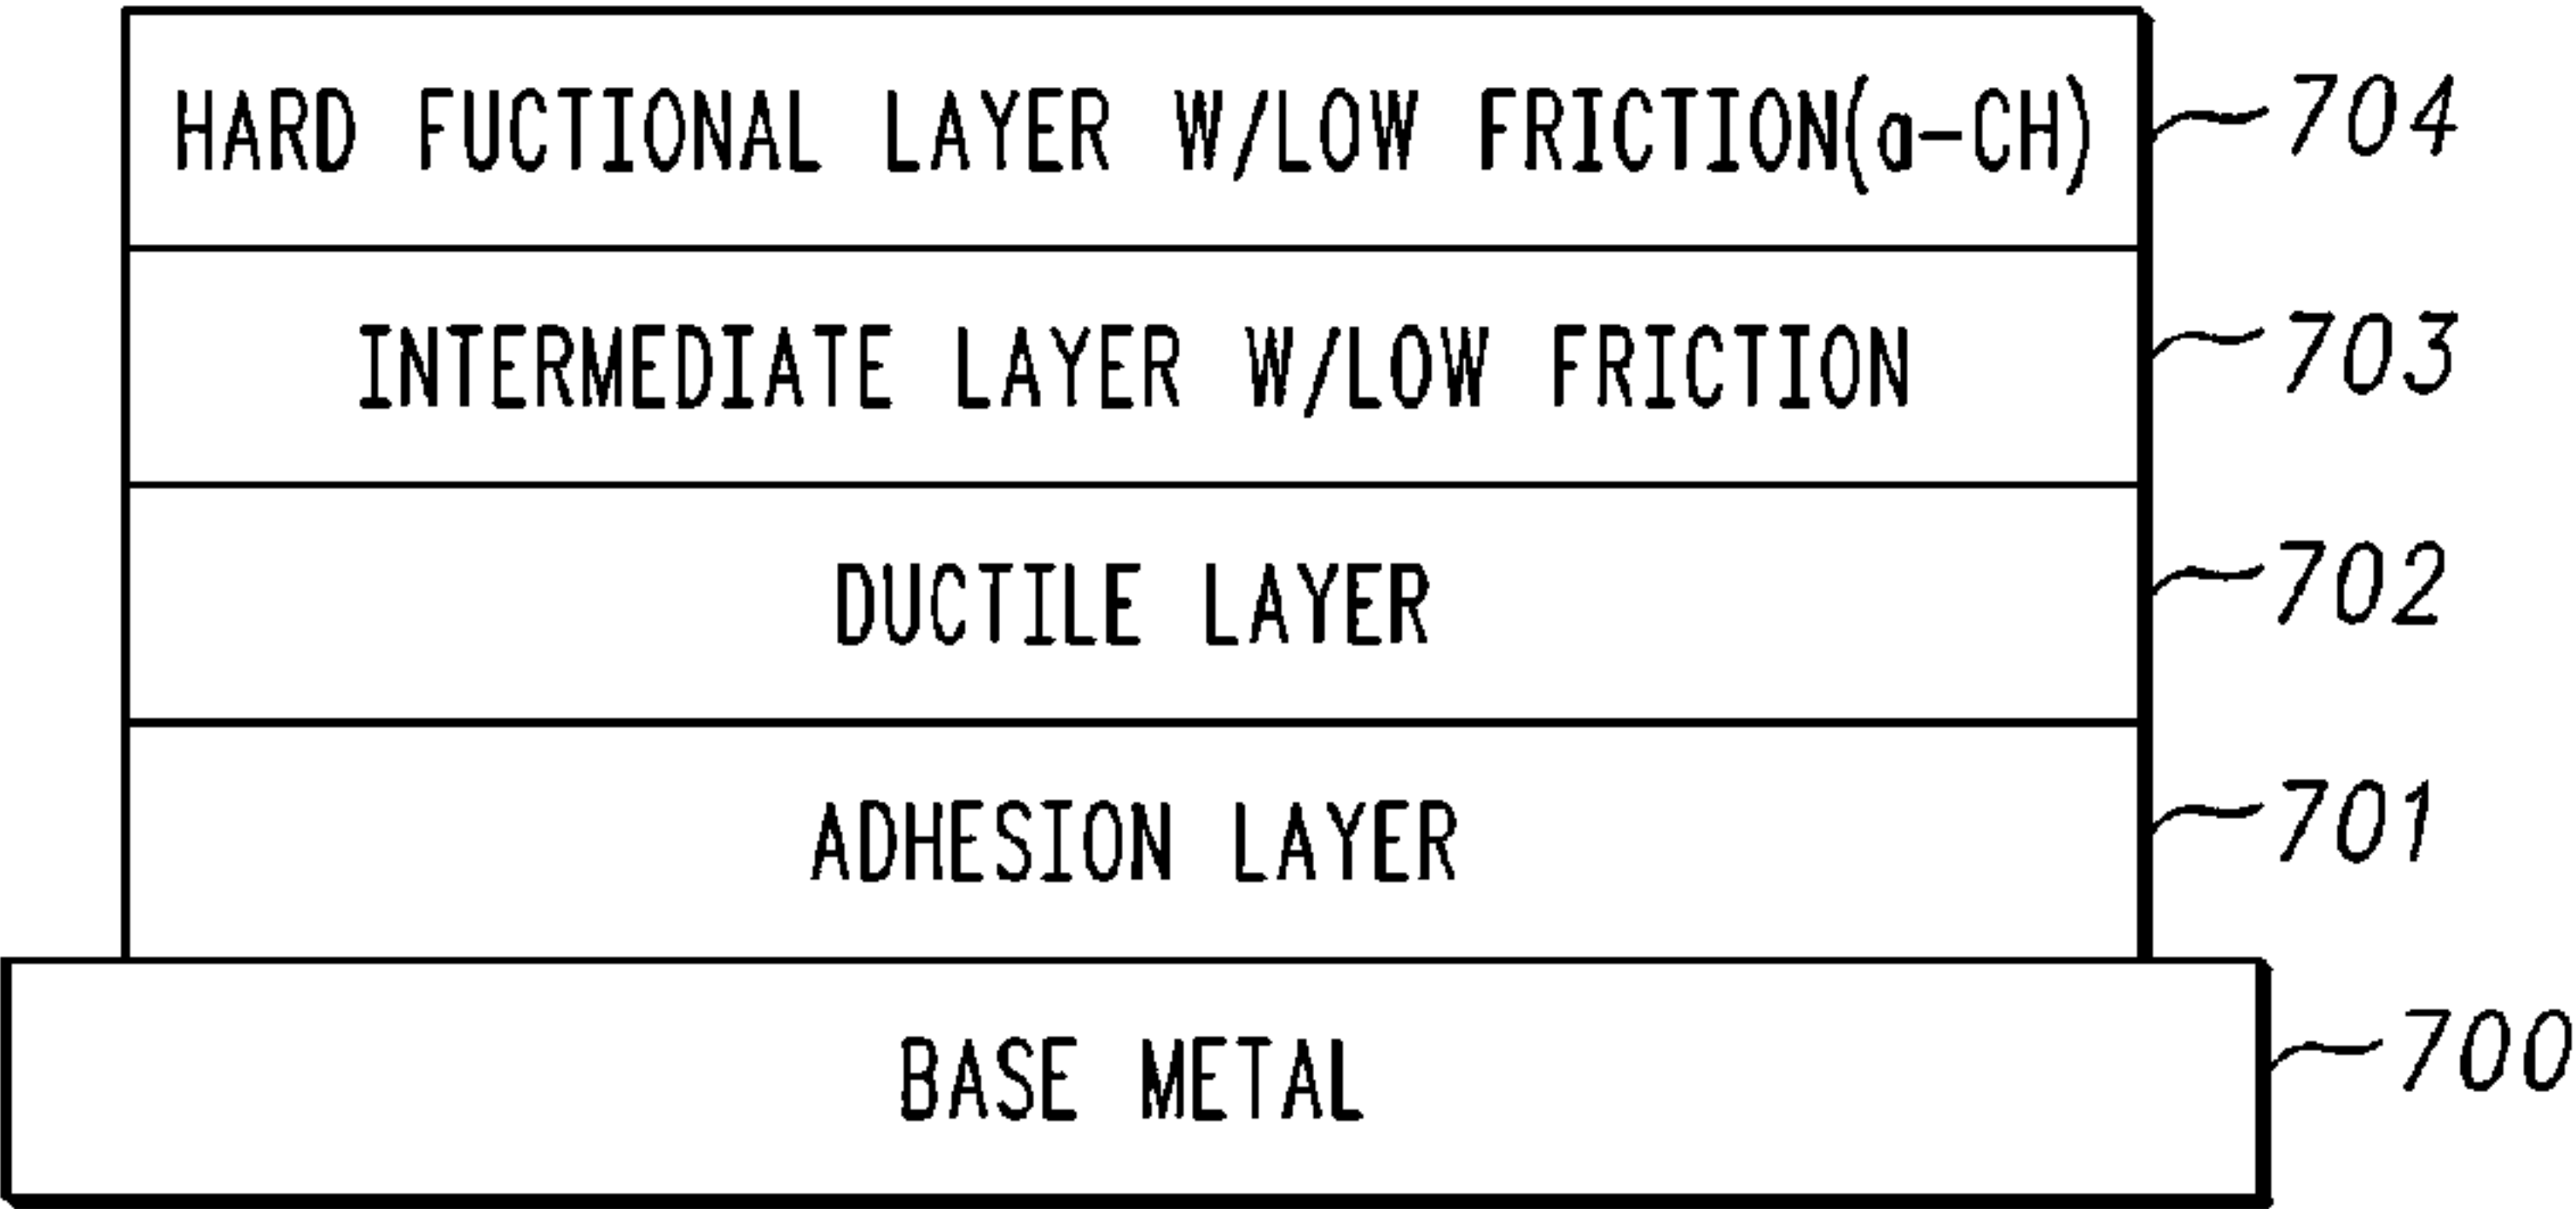 HARD FUCTIONAL LAYER W/LOW FRICTION(a-CH) 704
INTERMEDIATE LAYER W/LOW FRICTION 703
DUCTILE LAYER 702
ADHESION LAYER 701
BASE METAL 700